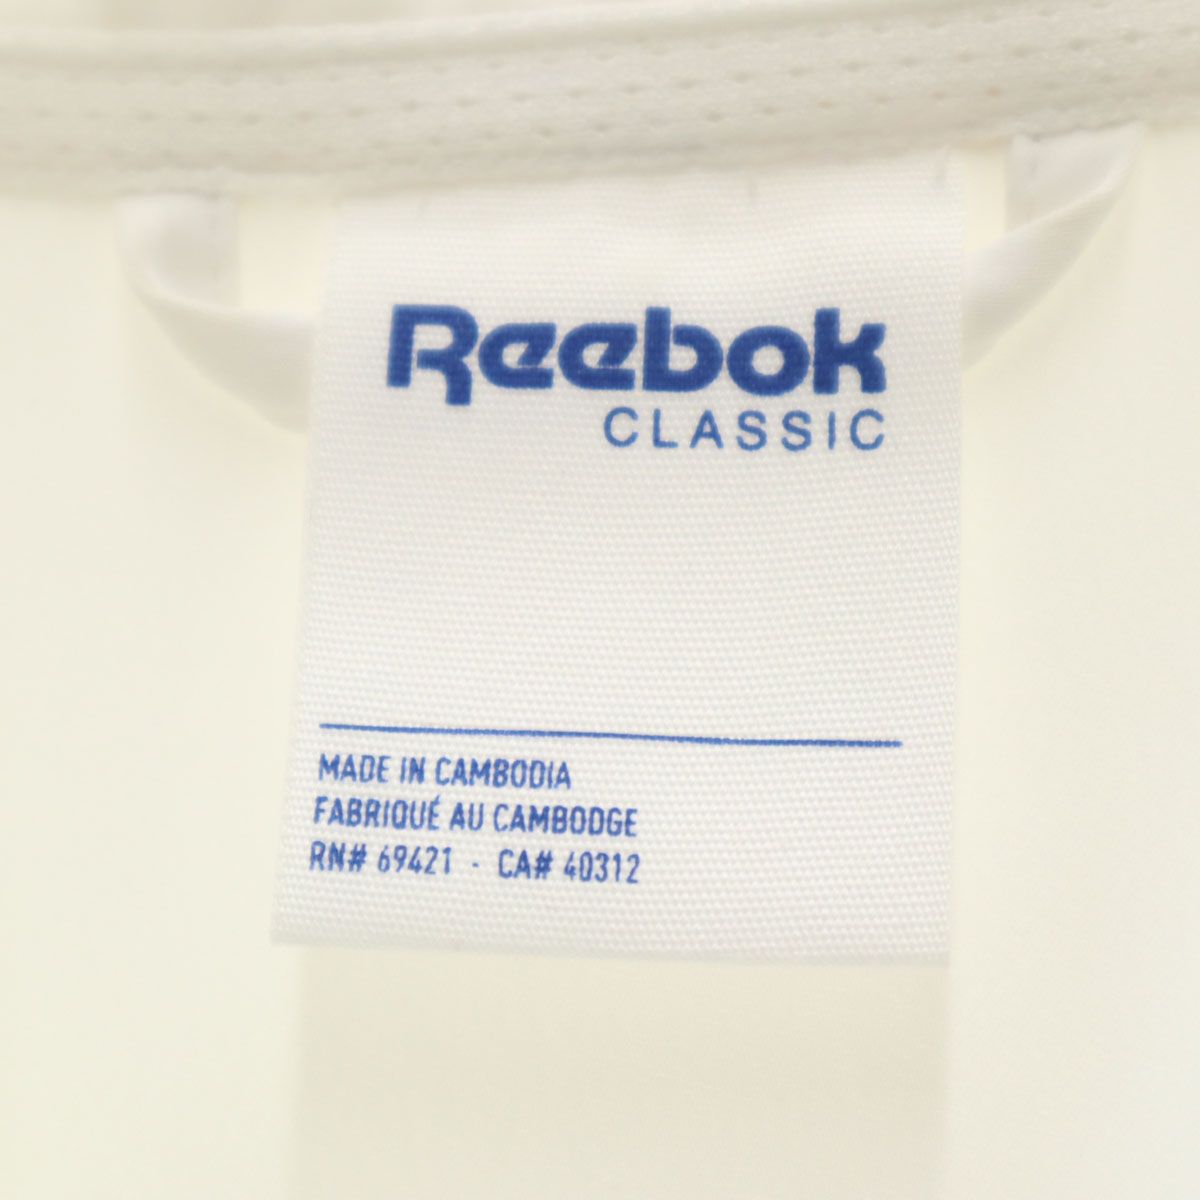 Reebok
CLASSIC
MADE IN CAMBODIA
FABRIQUÉ AU CAMBODGE
RN# 69421 - CA# 40312